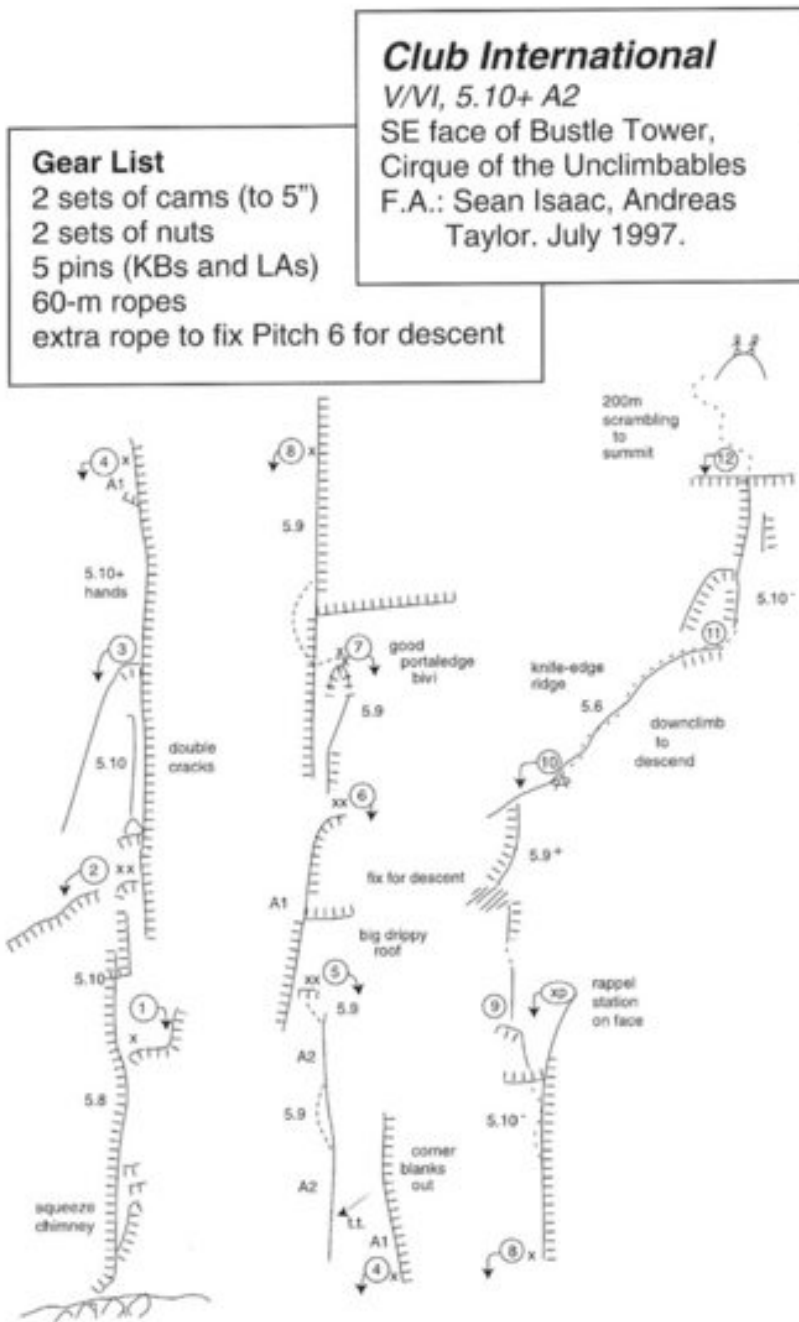 Club International
V/VI, 5.10+ A2
SE face of Bustle Tower,
Cirque of the Unclimbables
F.A.: Sean Isaac, Andreas
Taylor. July 1997.
Gear List
2 sets of cams (to 5")
2 sets of nuts
5 pins (KBs and LAs)
60-m ropes
extra rope to fix Pitch 6 for descent
4 x
A1
5.10+
hands
3
5.10
double
cracks
2
xx
5.10
1
x
5.8
squeeze
chimney
8 x
5.9
x
7
good
portaledge
bivi
5.9
xx 6
fix for descent
A1
big drippy
roof
xx 5
5.9
A2
5.9
A2
corner
blanks
out
t.t.
A1
4 x
200m
scrambling
to
summit
12
5.10-
11
knife-edge
ridge
5.6
downclimb
to
descend
10
5.9+
9
xp
rappel
station
on face
5.10-
8 x